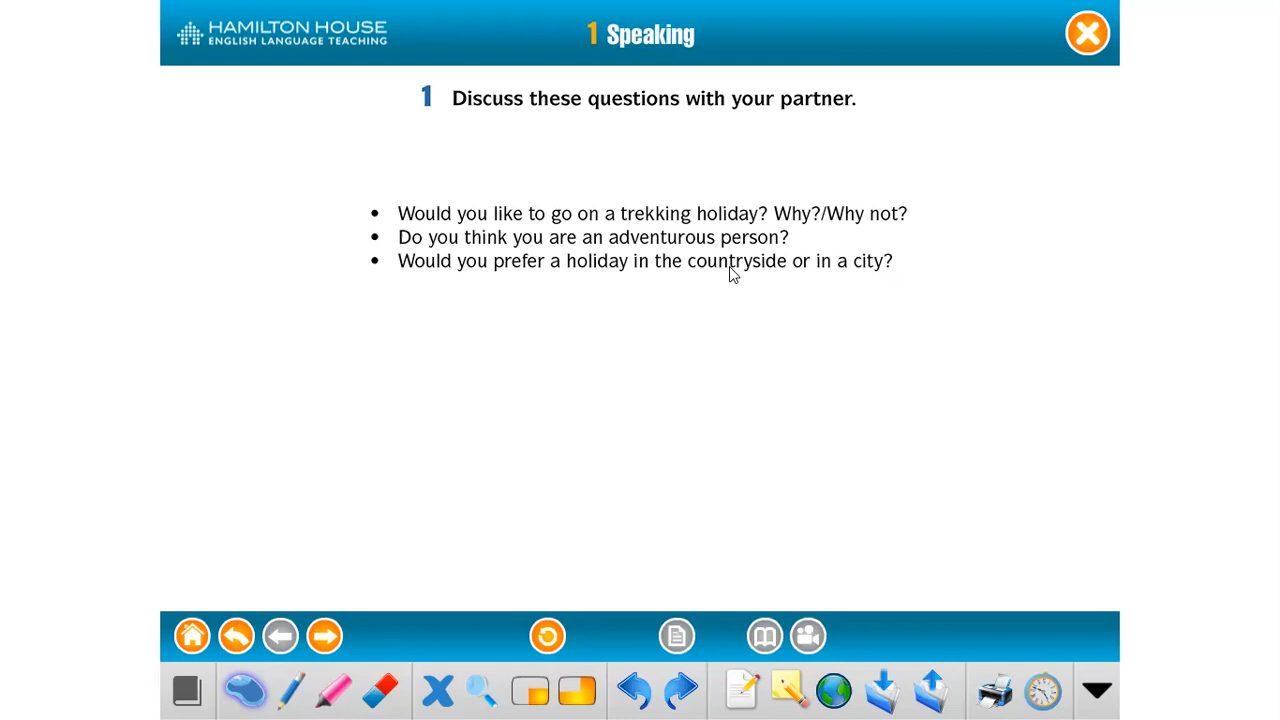 HAMILTON HOUSE
ENGLISH LANGUAGE TEACHING
1 Speaking
1 Discuss these questions with your partner.
• Would you like to go on a trekking holiday? Why?/Why not?
• Do you think you are an adventurous person?
• Would you prefer a holiday in the countryside or in a city?